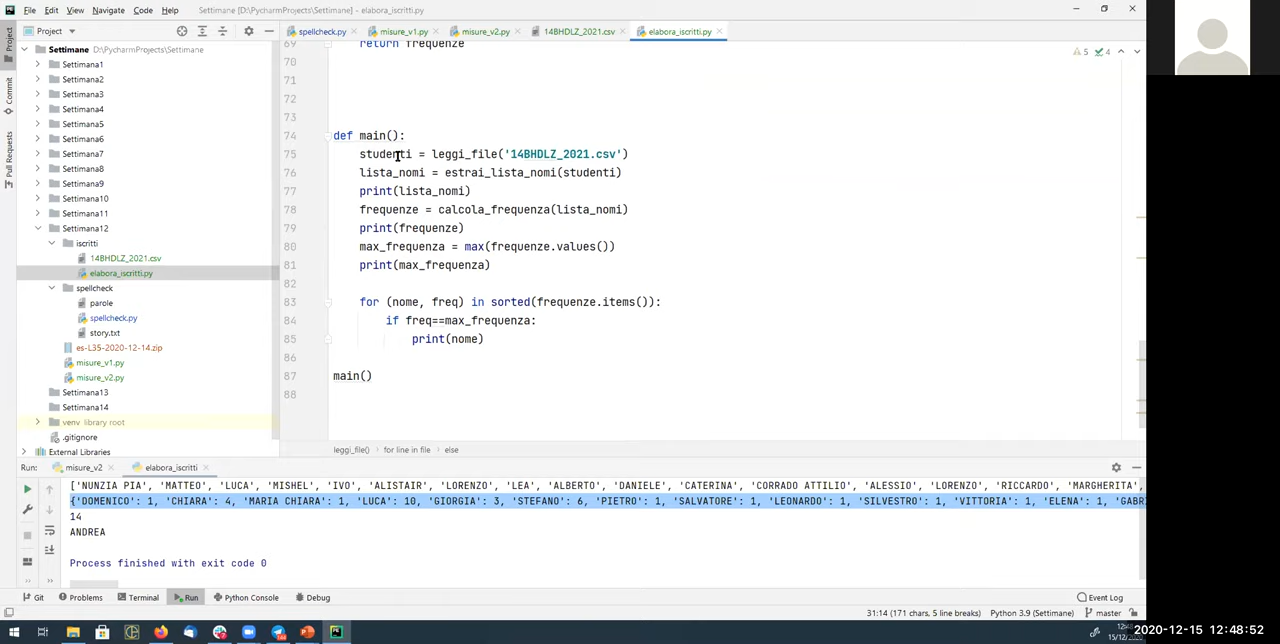 File Edit View Navigate Code Help Settimane - elabora_iscritti.py
Project
spellcheck.py misure_v1.py misure_v2.py 14BHDLZ_2021.csv elabora_iscritti.py
Project
Commit
Pull Requests
Settimane D:\PycharmProjects\Settimane
Settimana1
Settimana2
Settimana3
Settimana4
Settimana5
Settimana6
Settimana7
Settimana8
Settimana9
Settimana10
Settimana11
Settimana12
iscritti
14BHDLZ_2021.csv
elabora_iscritti.py
spellcheck
parole
spellcheck.py
story.txt
es-L35-2020-12-14.zip
misure_v1.py
misure_v2.py
Settimana13
Settimana14
venv library root
.gitignore
External Libraries
5 4
69 return frequenze
70
71
72
73
74 def main():
75 studenti = leggi_file('14BHDLZ_2021.csv')
76 lista_nomi = estrai_lista_nomi(studenti)
77 print(lista_nomi)
78 frequenze = calcola_frequenza(lista_nomi)
79 print(frequenze)
80 max_frequenza = max(frequenze.values())
81 print(max_frequenza)
82
83 for (nome, freq) in sorted(frequenze.items()):
84 if freq==max_frequenza:
85 print(nome)
86
87 main()
88
leggi_file() for line in file else
Run: misure_v2 elabora_iscritti
['NUNZIA PIA', 'MATTEO', 'LUCA', 'MISHEL', 'IVO', 'ALISTAIR', 'LORENZO', 'LEA', 'ALBERTO', 'DANIELE', 'CATERINA', 'CORRADO ATTILIO', 'ALESSIO', 'LORENZO', 'RICCARDO', 'MARGHERITA',
{'DOMENICO': 1, 'CHIARA': 4, 'MARIA CHIARA': 1, 'LUCA': 10, 'GIORGIA': 3, 'STEFANO': 6, 'PIETRO': 1, 'SALVATORE': 1, 'LEONARDO': 1, 'SILVESTRO': 1, 'VITTORIA': 1, 'ELENA': 1, 'GABRI
14
ANDREA
Process finished with exit code 0
Git Problems Terminal Run Python Console Debug Event Log
31:14 (171 chars, 5 line breaks) Python 3.9 (Settimane) master
2020-12-15 12:48:52